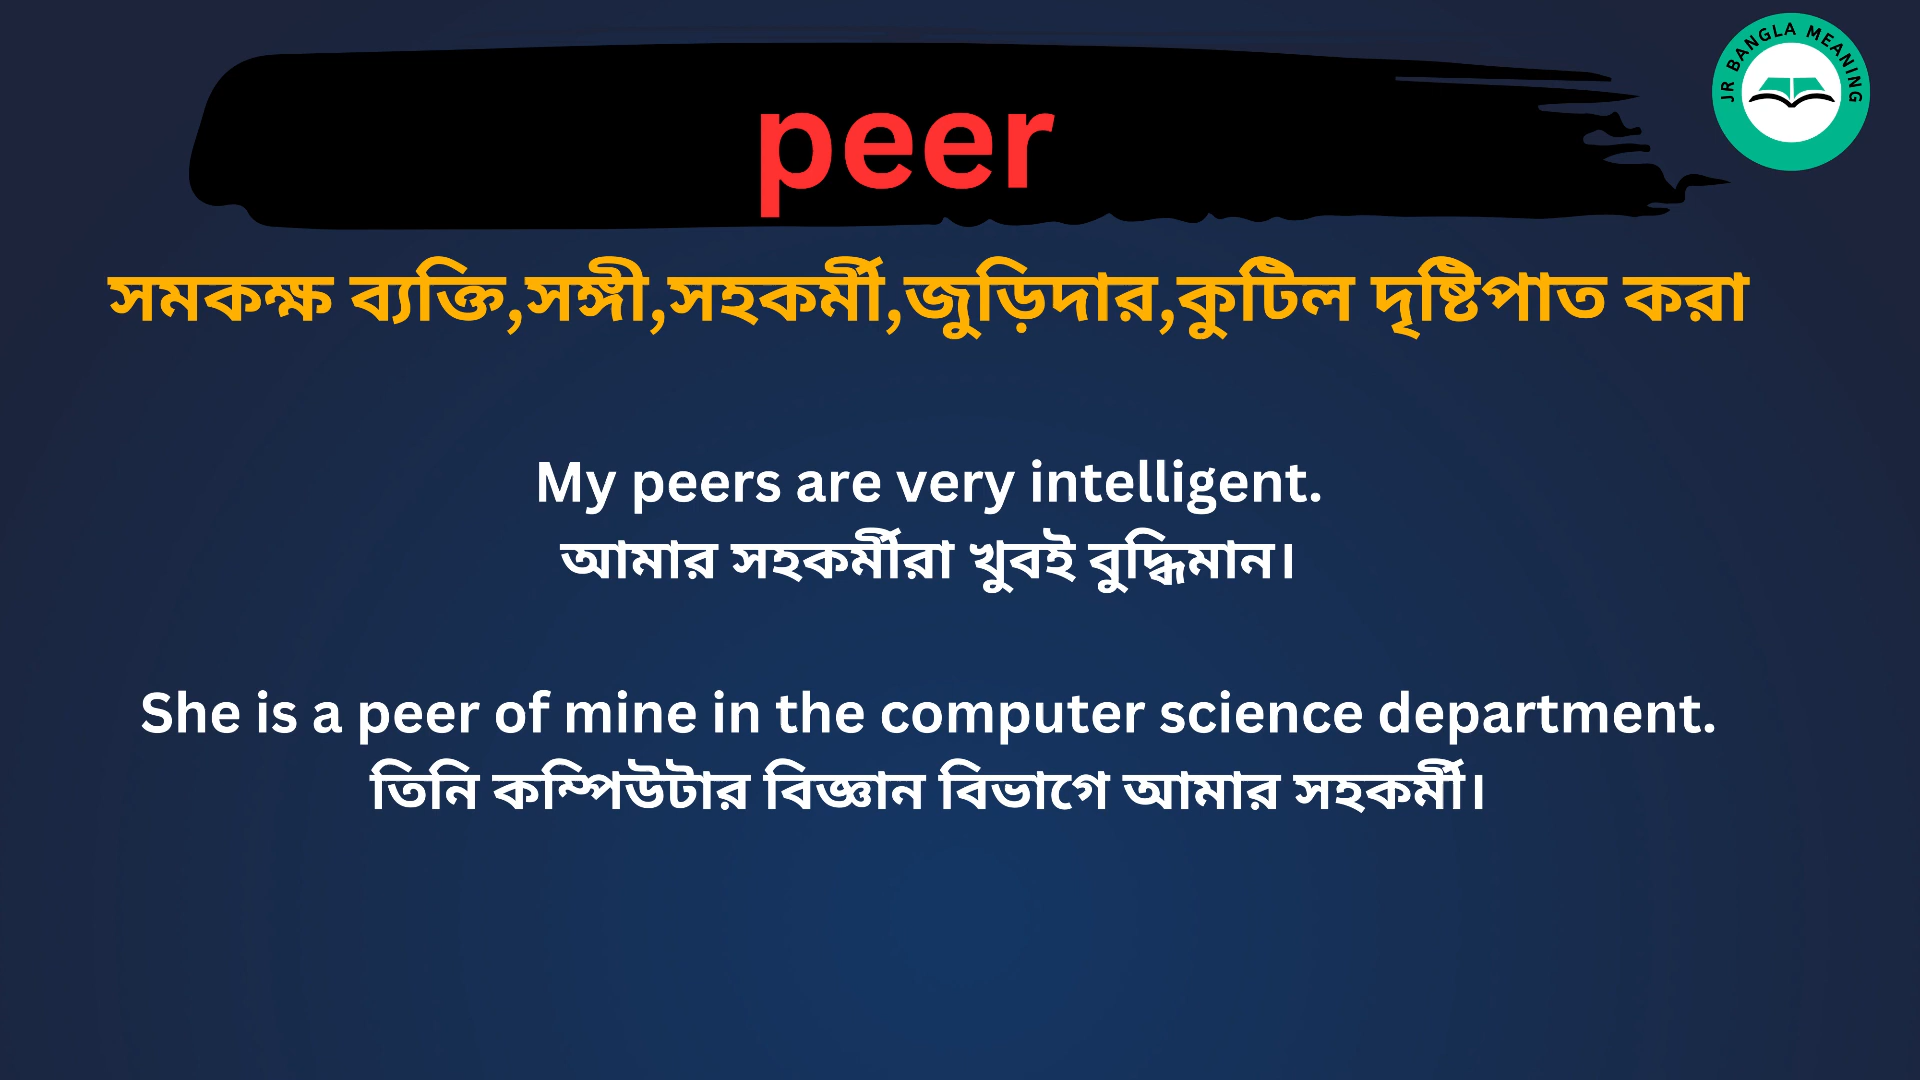 JR BANGLA MEANING
peer
সমকক্ষ ব্যক্তি,সঙ্গী,সহকর্মী,জুড়িদার,কুটিল দৃষ্টিপাত করা
My peers are very intelligent.
আমার সহকর্মীরা খুবই বুদ্ধিমান।
She is a peer of mine in the computer science department.
তিনি কম্পিউটার বিজ্ঞান বিভাগে আমার সহকর্মী।